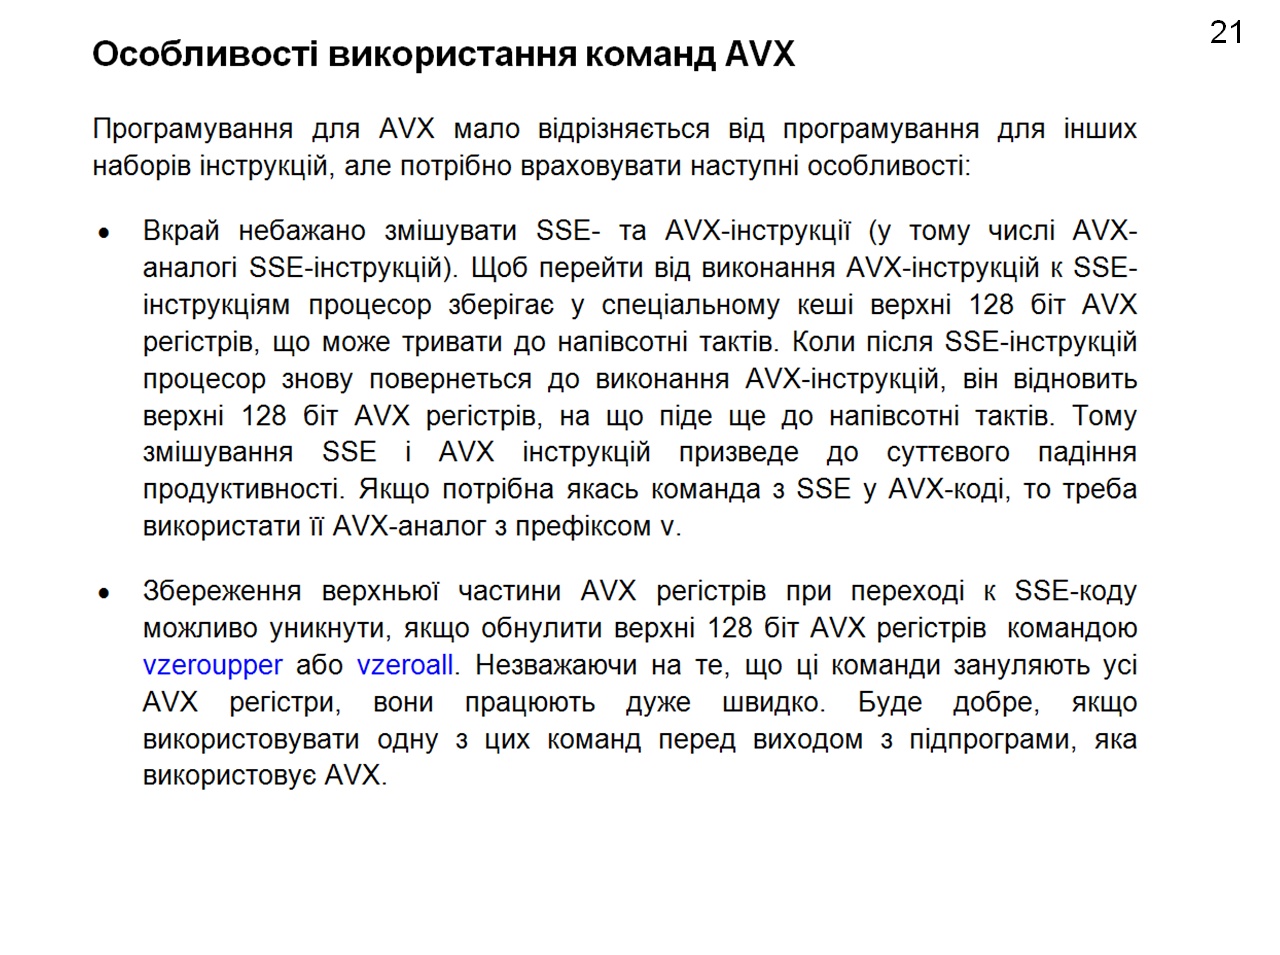 21
Особливості використання команд AVX
Програмування для AVX мало відрізняється від програмування для інших
наборів інструкцій, але потрібно враховувати наступні особливості:
• Вкрай небажано змішувати SSE- та AVX-інструкції (у тому числі AVX-
аналогі SSE-інструкцій). Щоб перейти від виконання AVX-інструкцій к SSE-
інструкціям процесор зберігає у спеціальному кеші верхні 128 біт AVX
регістрів, що може тривати до напівсотні тактів. Коли після SSE-інструкцій
процесор знову повернеться до виконання AVX-інструкцій, він відновить
верхні 128 біт AVX регістрів, на що піде ще до напівсотні тактів. Тому
змішування SSE і AVX інструкцій призведе до суттєвого падіння
продуктивності. Якщо потрібна якась команда з SSE у AVX-коді, то треба
використати її AVX-аналог з префіксом v.
• Збереження верхньої частини AVX регістрів при переході к SSE-коду
можливо уникнути, якщо обнулити верхні 128 біт AVX регістрів командою
vzeroupper або vzeroall. Незважаючи на те, що ці команди зануляють усі
AVX регістри, вони працюють дуже швидко. Буде добре, якщо
використовувати одну з цих команд перед виходом з підпрограми, яка
використовує AVX.